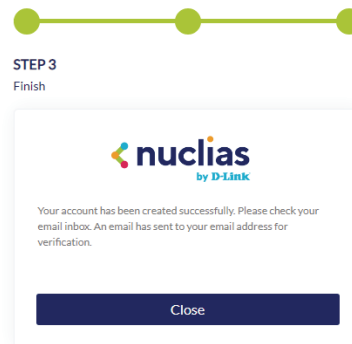 STEP 3
Finish
nuclias
by D-Link
Your account has been created successfully. Please check your
email inbox. An email has sent to your email address for
verification.
Close